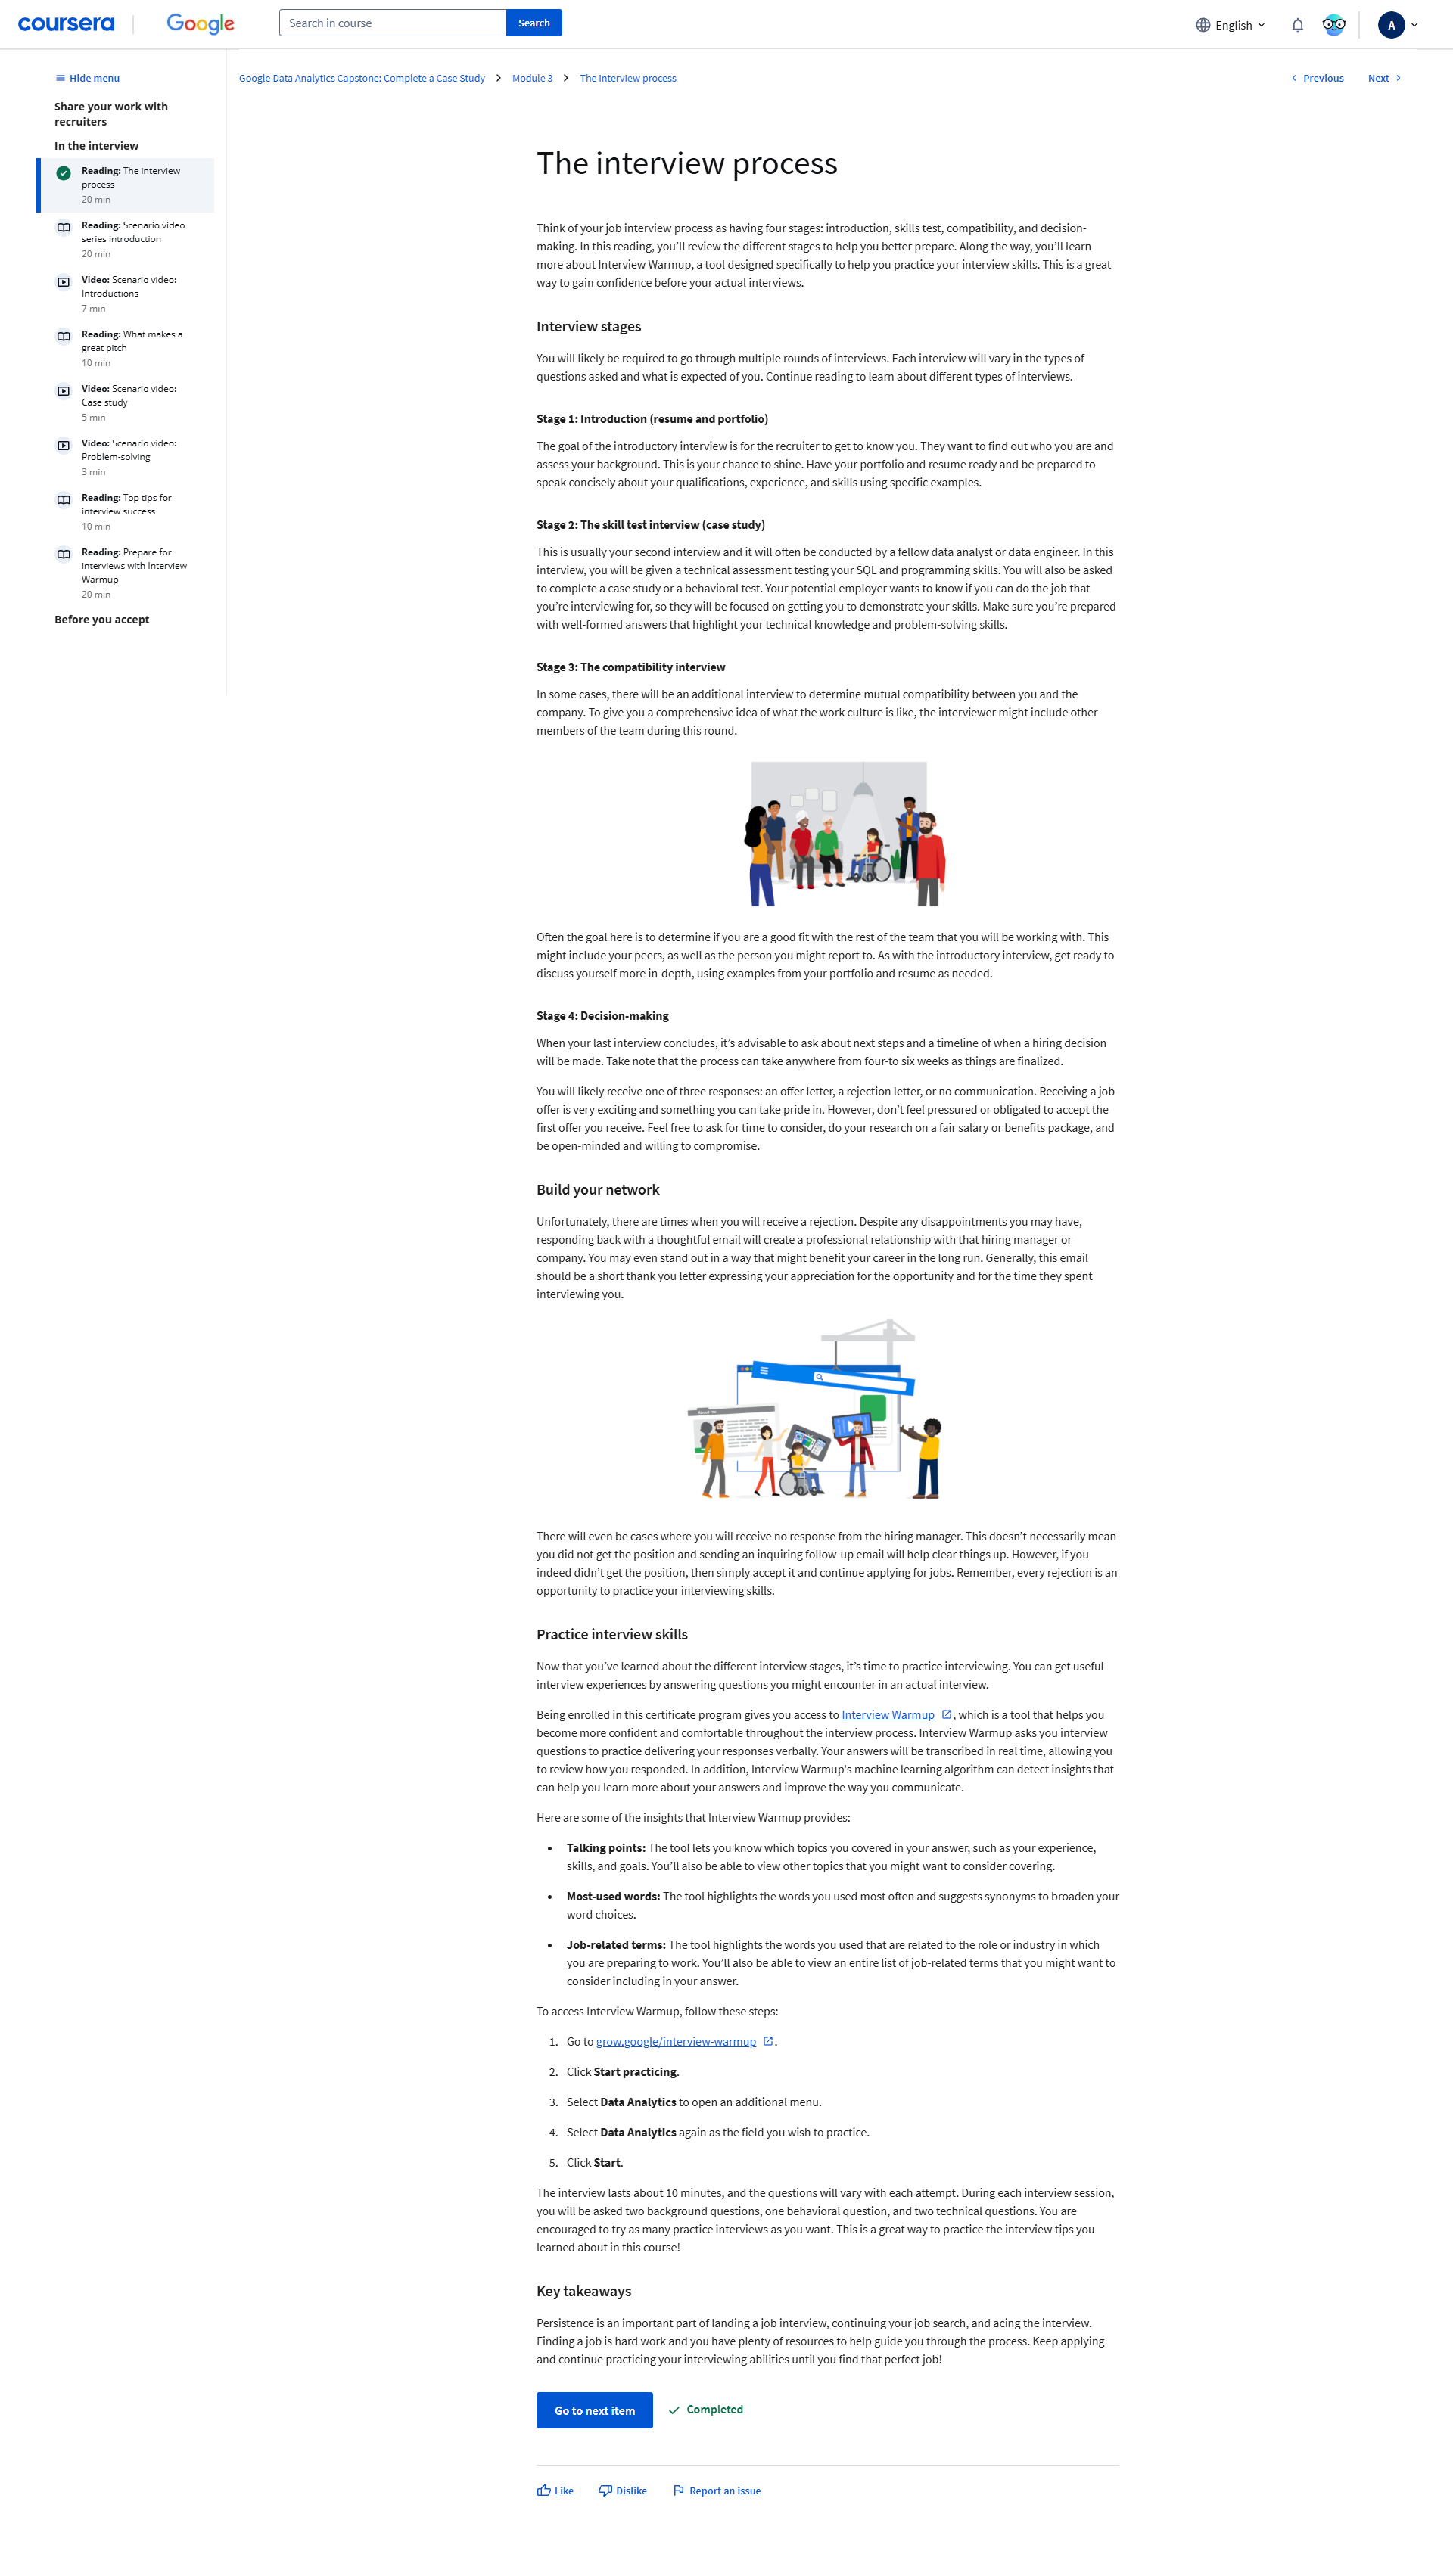 coursera
Google
Search in course
Search
English
A
Hide menu
Share your work with
recruiters
In the interview
Reading: The interview
process
20 min
Reading: Scenario video
series introduction
20 min
Video: Scenario video:
Introductions
7 min
Reading: What makes a
great pitch
10 min
Video: Scenario video:
Case study
5 min
Video: Scenario video:
Problem-solving
3 min
Reading: Top tips for
interview success
10 min
Reading: Prepare for
interviews with Interview
Warmup
20 min
Before you accept
Google Data Analytics Capstone: Complete a Case Study > Module 3 > The interview process
Previous
Next
The interview process
Think of your job interview process as having four stages: introduction, skills test, compatibility, and decision-
making. In this reading, you’ll review the different stages to help you better prepare. Along the way, you’ll learn
more about Interview Warmup, a tool designed specifically to help you practice your interview skills. This is a great
way to gain confidence before your actual interviews.
Interview stages
You will likely be required to go through multiple rounds of interviews. Each interview will vary in the types of
questions asked and what is expected of you. Continue reading to learn about different types of interviews.
Stage 1: Introduction (resume and portfolio)
The goal of the introductory interview is for the recruiter to get to know you. They want to find out who you are and
assess your background. This is your chance to shine. Have your portfolio and resume ready and be prepared to
speak concisely about your qualifications, experience, and skills using specific examples.
Stage 2: The skill test interview (case study)
This is usually your second interview and it will often be conducted by a fellow data analyst or data engineer. In this
interview, you will be given a technical assessment testing your SQL and programming skills. You will also be asked
to complete a case study or a behavioral test. Your potential employer wants to know if you can do the job that
you’re interviewing for, so they will be focused on getting you to demonstrate your skills. Make sure you’re prepared
with well-formed answers that highlight your technical knowledge and problem-solving skills.
Stage 3: The compatibility interview
In some cases, there will be an additional interview to determine mutual compatibility between you and the
company. To give you a comprehensive idea of what the work culture is like, the interviewer might include other
members of the team during this round.
Often the goal here is to determine if you are a good fit with the rest of the team that you will be working with. This
might include your peers, as well as the person you might report to. As with the introductory interview, get ready to
discuss yourself more in-depth, using examples from your portfolio and resume as needed.
Stage 4: Decision-making
When your last interview concludes, it’s advisable to ask about next steps and a timeline of when a hiring decision
will be made. Take note that the process can take anywhere from four-to six weeks as things are finalized.
You will likely receive one of three responses: an offer letter, a rejection letter, or no communication. Receiving a job
offer is very exciting and something you can take pride in. However, don’t feel pressured or obligated to accept the
first offer you receive. Feel free to ask for time to consider, do your research on a fair salary or benefits package, and
be open-minded and willing to compromise.
Build your network
Unfortunately, there are times when you will receive a rejection. Despite any disappointments you may have,
responding back with a thoughtful email will create a professional relationship with that hiring manager or
company. You may even stand out in a way that might benefit your career in the long run. Generally, this email
should be a short thank you letter expressing your appreciation for the opportunity and for the time they spent
interviewing you.
There will even be cases where you will receive no response from the hiring manager. This doesn’t necessarily mean
you did not get the position and sending an inquiring follow-up email will help clear things up. However, if you
indeed didn’t get the position, then simply accept it and continue applying for jobs. Remember, every rejection is an
opportunity to practice your interviewing skills.
Practice interview skills
Now that you’ve learned about the different interview stages, it’s time to practice interviewing. You can get useful
interview experiences by answering questions you might encounter in an actual interview.
Being enrolled in this certificate program gives you access to Interview Warmup , which is a tool that helps you
become more confident and comfortable throughout the interview process. Interview Warmup asks you interview
questions to practice delivering your responses verbally. Your answers will be transcribed in real time, allowing you
to review how you responded. In addition, Interview Warmup's machine learning algorithm can detect insights that
can help you learn more about your answers and improve the way you communicate.
Here are some of the insights that Interview Warmup provides:
• Talking points: The tool lets you know which topics you covered in your answer, such as your experience,
skills, and goals. You’ll also be able to view other topics that you might want to consider covering.
• Most-used words: The tool highlights the words you used most often and suggests synonyms to broaden your
word choices.
• Job-related terms: The tool highlights the words you used that are related to the role or industry in which
you are preparing to work. You’ll also be able to view an entire list of job-related terms that you might want to
consider including in your answer.
To access Interview Warmup, follow these steps:
1. Go to grow.google/interview-warmup .
2. Click Start practicing.
3. Select Data Analytics to open an additional menu.
4. Select Data Analytics again as the field you wish to practice.
5. Click Start.
The interview lasts about 10 minutes, and the questions will vary with each attempt. During each interview session,
you will be asked two background questions, one behavioral question, and two technical questions. You are
encouraged to try as many practice interviews as you want. This is a great way to practice the interview tips you
learned about in this course!
Key takeaways
Persistence is an important part of landing a job interview, continuing your job search, and acing the interview.
Finding a job is hard work and you have plenty of resources to help guide you through the process. Keep applying
and continue practicing your interviewing abilities until you find that perfect job!
Go to next item
Completed
Like
Dislike
Report an issue